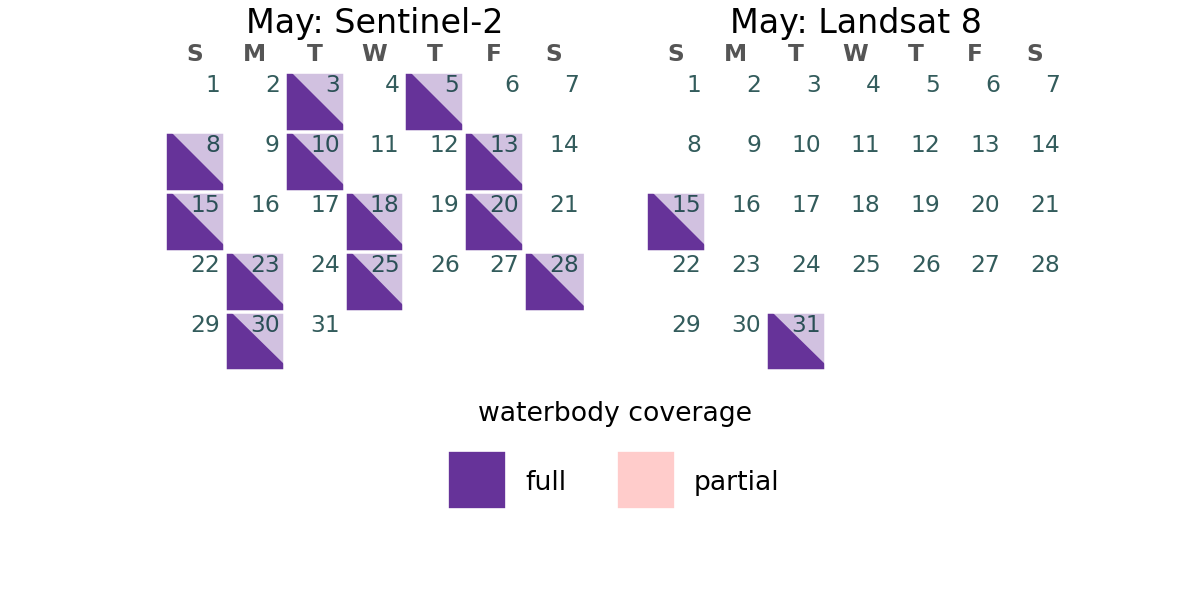 May: Sentinel-2
S M T W T F S
1 2 3 4 5 6 7
8 9 10 11 12 13 14
15 16 17 18 19 20 21
22 23 24 25 26 27 28
29 30 31
May: Landsat 8
S M T W T F S
1 2 3 4 5 6 7
8 9 10 11 12 13 14
15 16 17 18 19 20 21
22 23 24 25 26 27 28
29 30 31
waterbody coverage
full
partial